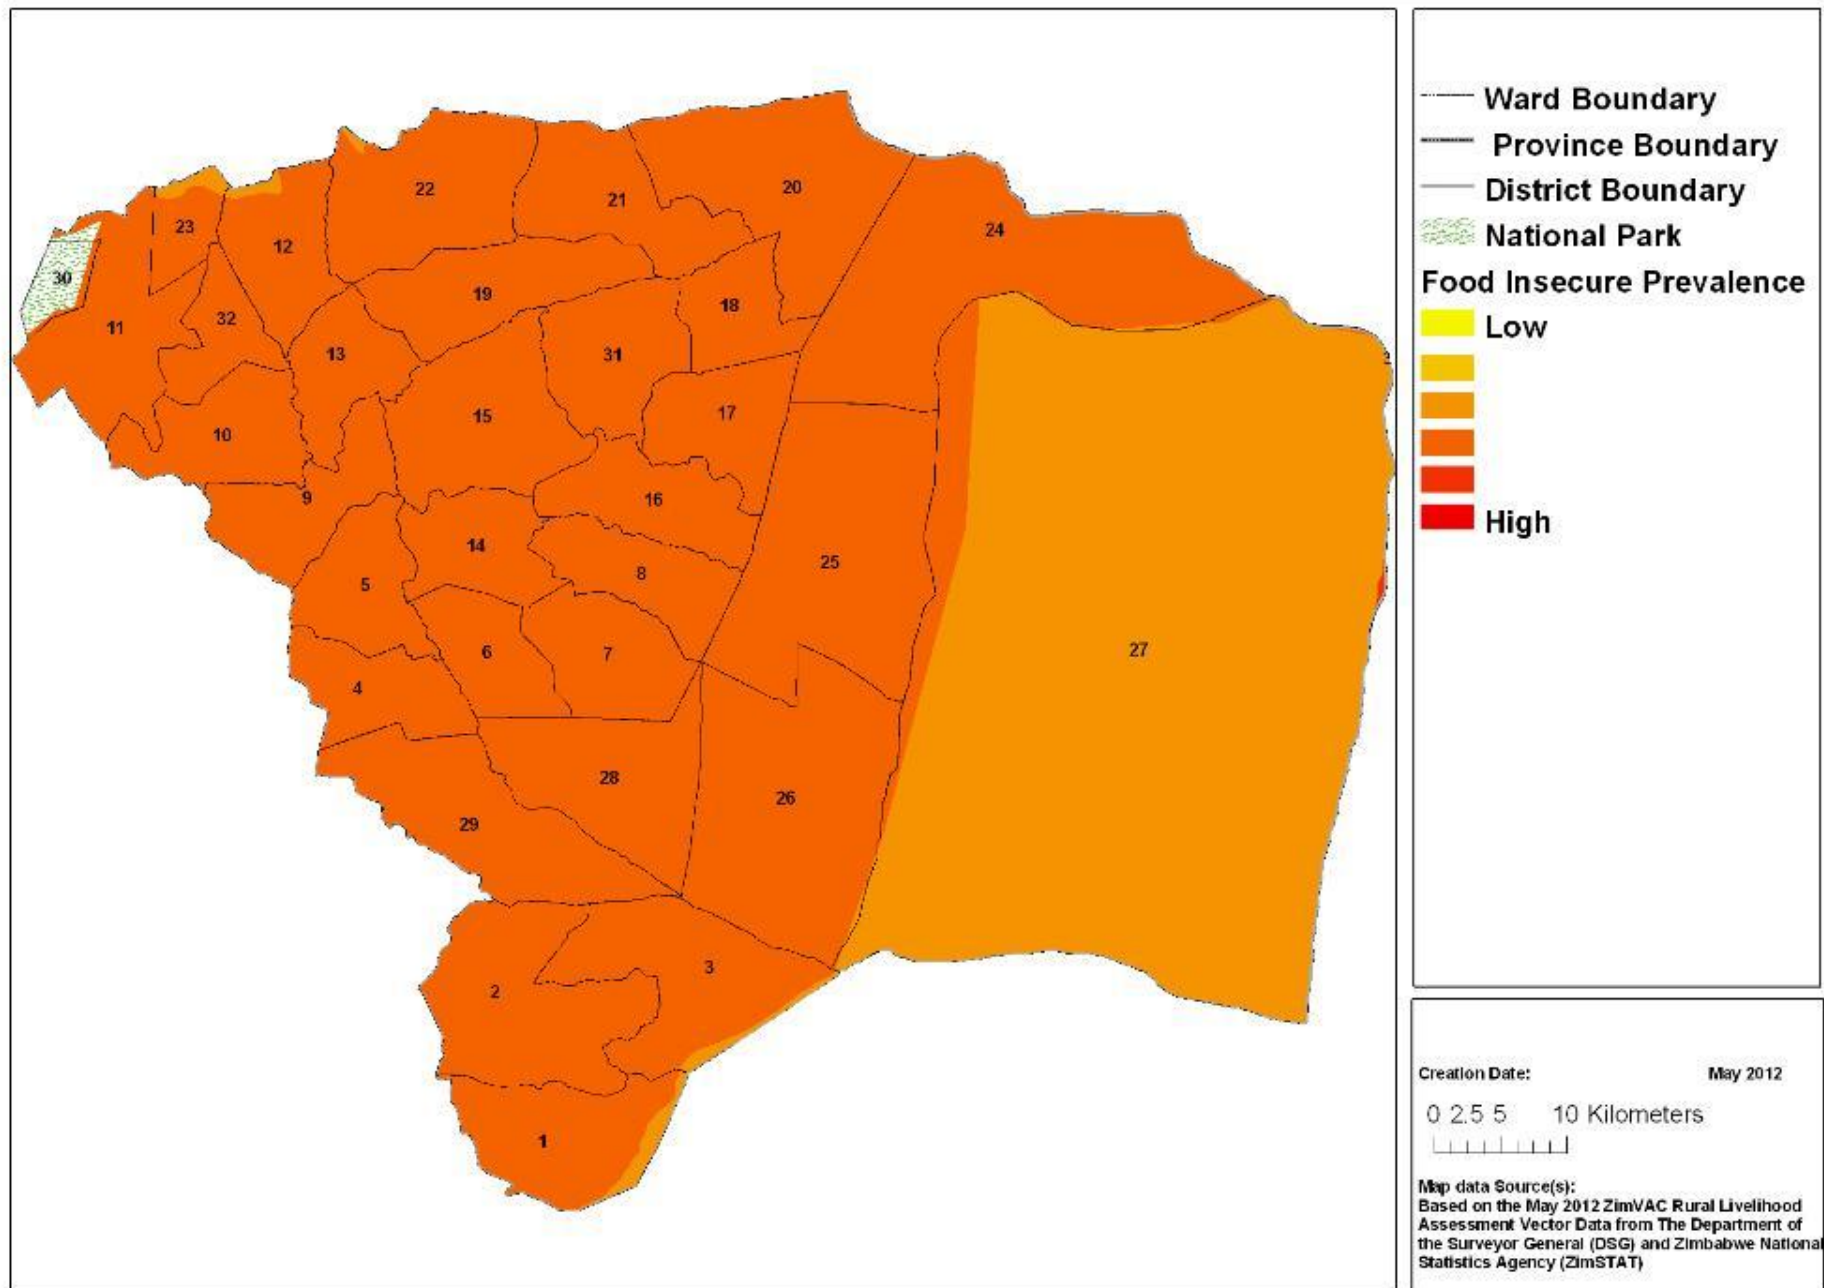 22
20
21
23
12
24
30
19
18
32
11
13
31
15
17
10
9
16
14
25
8
5
27
6
7
4
28
26
29
3
2
1
Ward Boundary
Province Boundary
District Boundary
National Park
Food Insecure Prevalence
Low
High
Creation Date: May 2012
0 2.5 5 10 Kilometers
Map data Source(s):
Based on the May 2012 ZimVAC Rural Livelihood
Assessment Vector Data from The Department of
the Surveyor General (DSG) and Zimbabwe National
Statistics Agency (ZimSTAT)